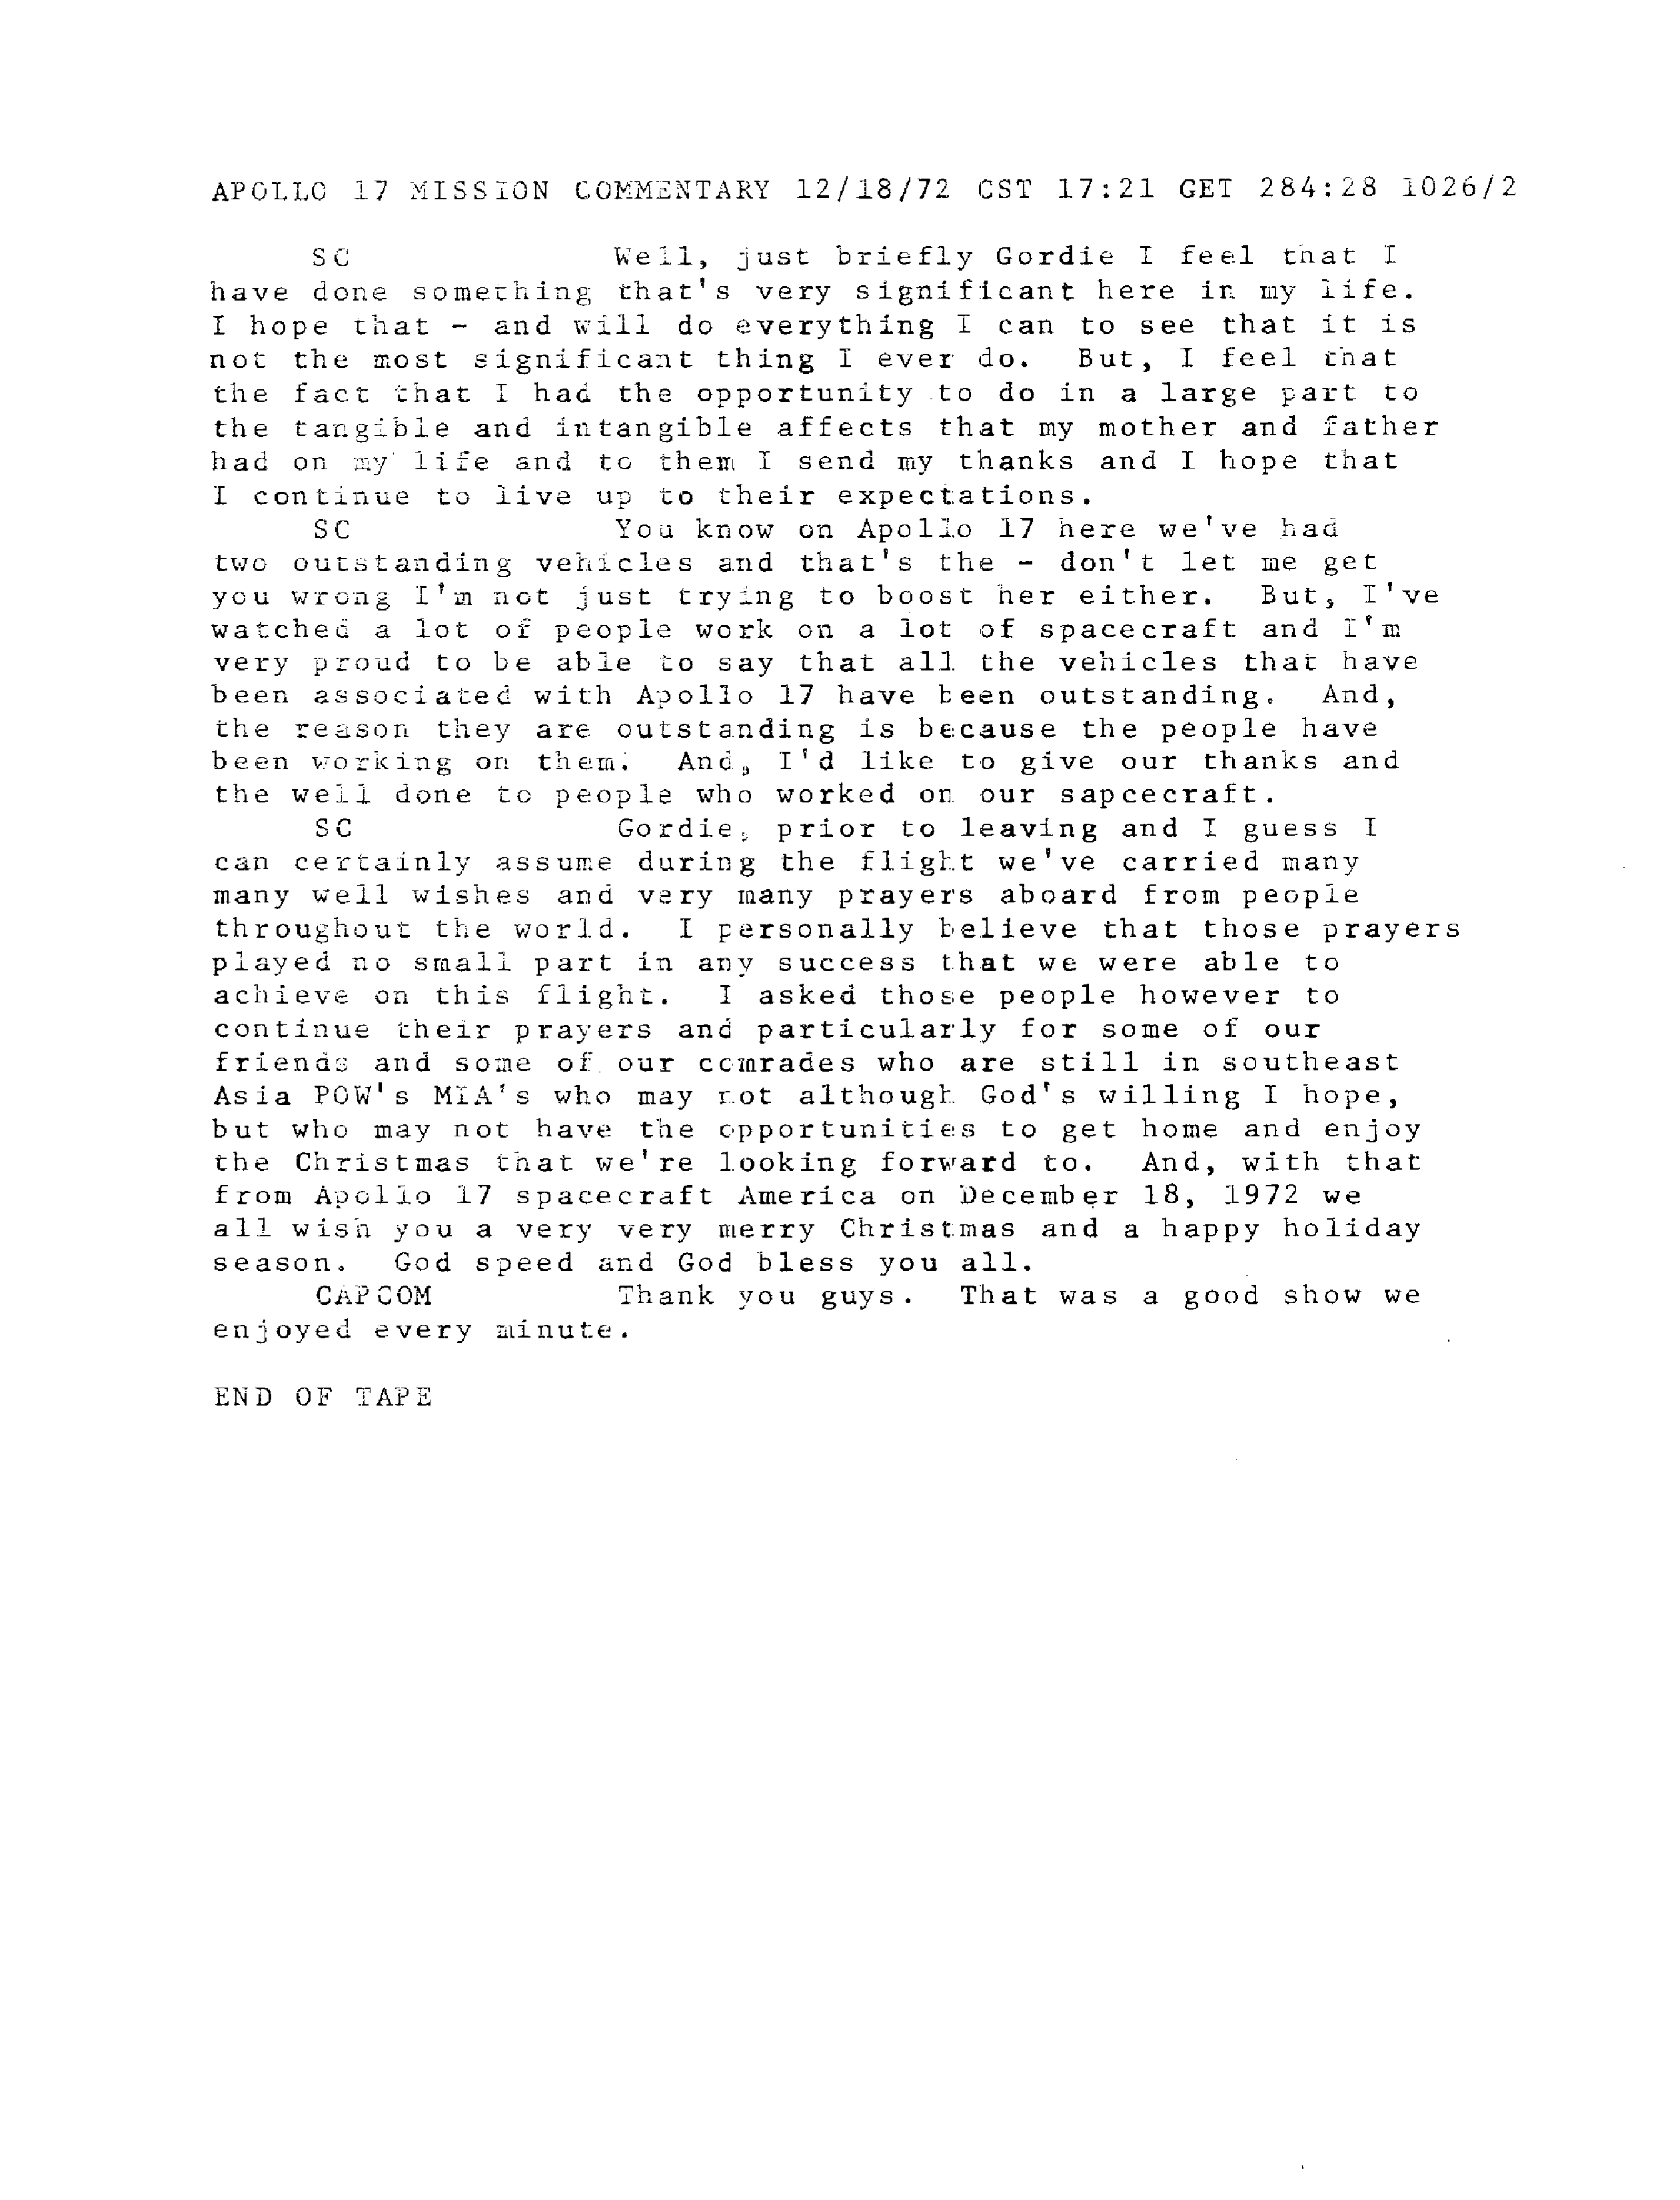 APOLLO 17 MISSION COMMENTARY 12/18/72 CST 17:21 GET 284:28 1026/2
SC Well, just briefly Gordie I feel that I
have done something that's very significant here in my life.
I hope that - and will do everything I can to see that it is
not the most significant thing I ever do. But, I feel that
the fact that I had the opportunity to do in a large part to
the tangible and intangible affects that my mother and father
had on my life and to them I send my thanks and I hope that
I continue to live up to their expectations.
SC You know on Apollo 17 here we've had
two outstanding vehicles and that's the - don't let me get
you wrong I'm not just trying to boost her either. But, I've
watched a lot of people work on a lot of spacecraft and I'm
very proud to be able to say that all the vehicles that have
been associated with Apollo 17 have been outstanding. And,
the reason they are outstanding is because the people have
been working on them. And, I'd like to give our thanks and
the well done to people who worked on our sapcecraft.
SC Gordie, prior to leaving and I guess I
can certainly assume during the flight we've carried many
many well wishes and very many prayers aboard from people
throughout the world. I personally believe that those prayers
played no small part in any success that we were able to
achieve on this flight. I asked those people however to
continue their prayers and particularly for some of our
friends and some of our comrades who are still in southeast
Asia POW's MIA's who may not although God's willing I hope,
but who may not have the opportunities to get home and enjoy
the Christmas that we're looking forward to. And, with that
from Apollo 17 spacecraft America on December 18, 1972 we
all wish you a very very merry Christmas and a happy holiday
season. God speed and God bless you all.
CAPCOM Thank you guys. That was a good show we
enjoyed every minute.
END OF TAPE